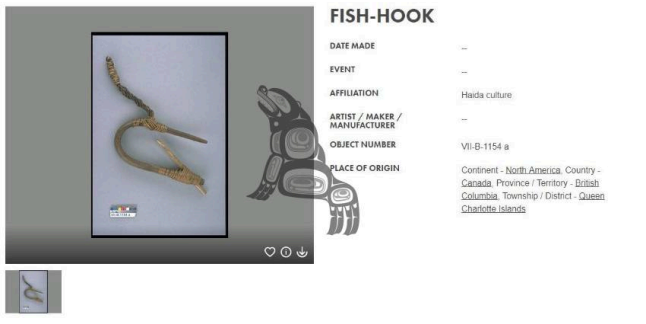 FISH-HOOK
DATE MADE --
EVENT --
AFFILIATION Haida culture
ARTIST / MAKER / --
MANUFACTURER
OBJECT NUMBER VII-B-1154 a
PLACE OF ORIGIN Continent - North America, Country -
Canada, Province / Territory - British
Columbia, Township / District - Queen
Charlotte Islands